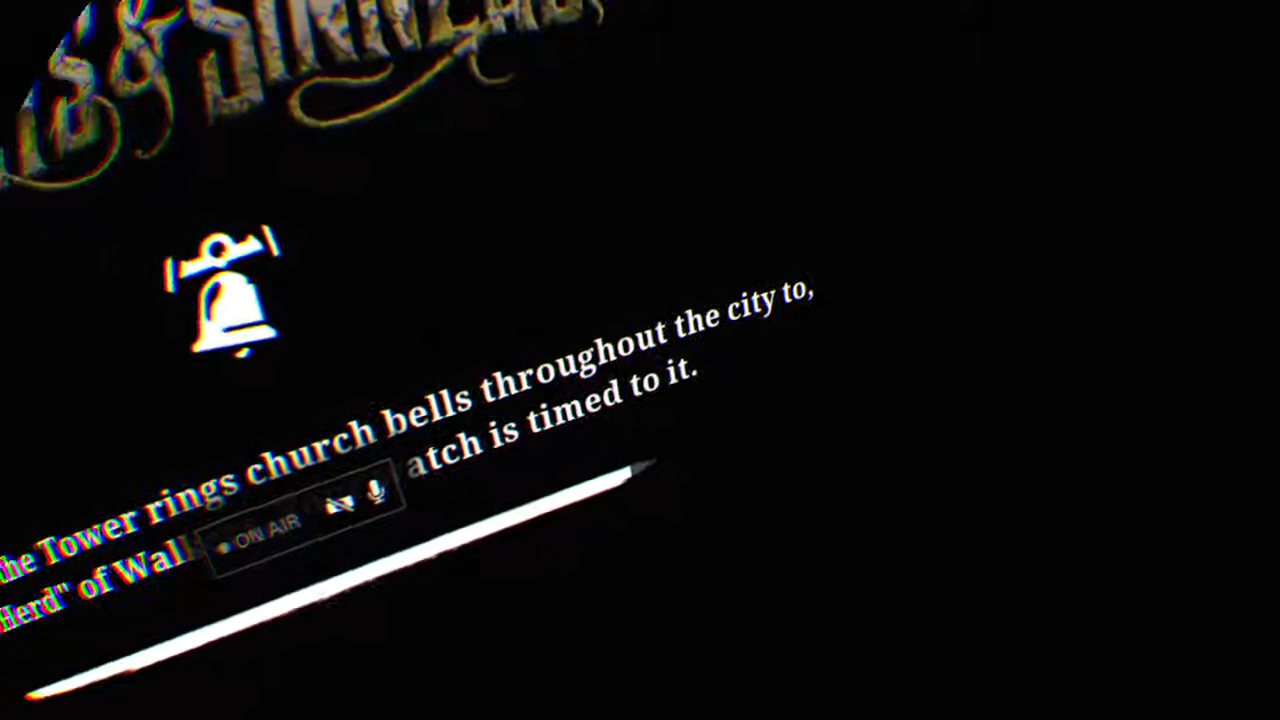 & SINNERS
the Tower rings church bells throughout the city to,
Herd" of Wal atch is timed to it.
ON AIR